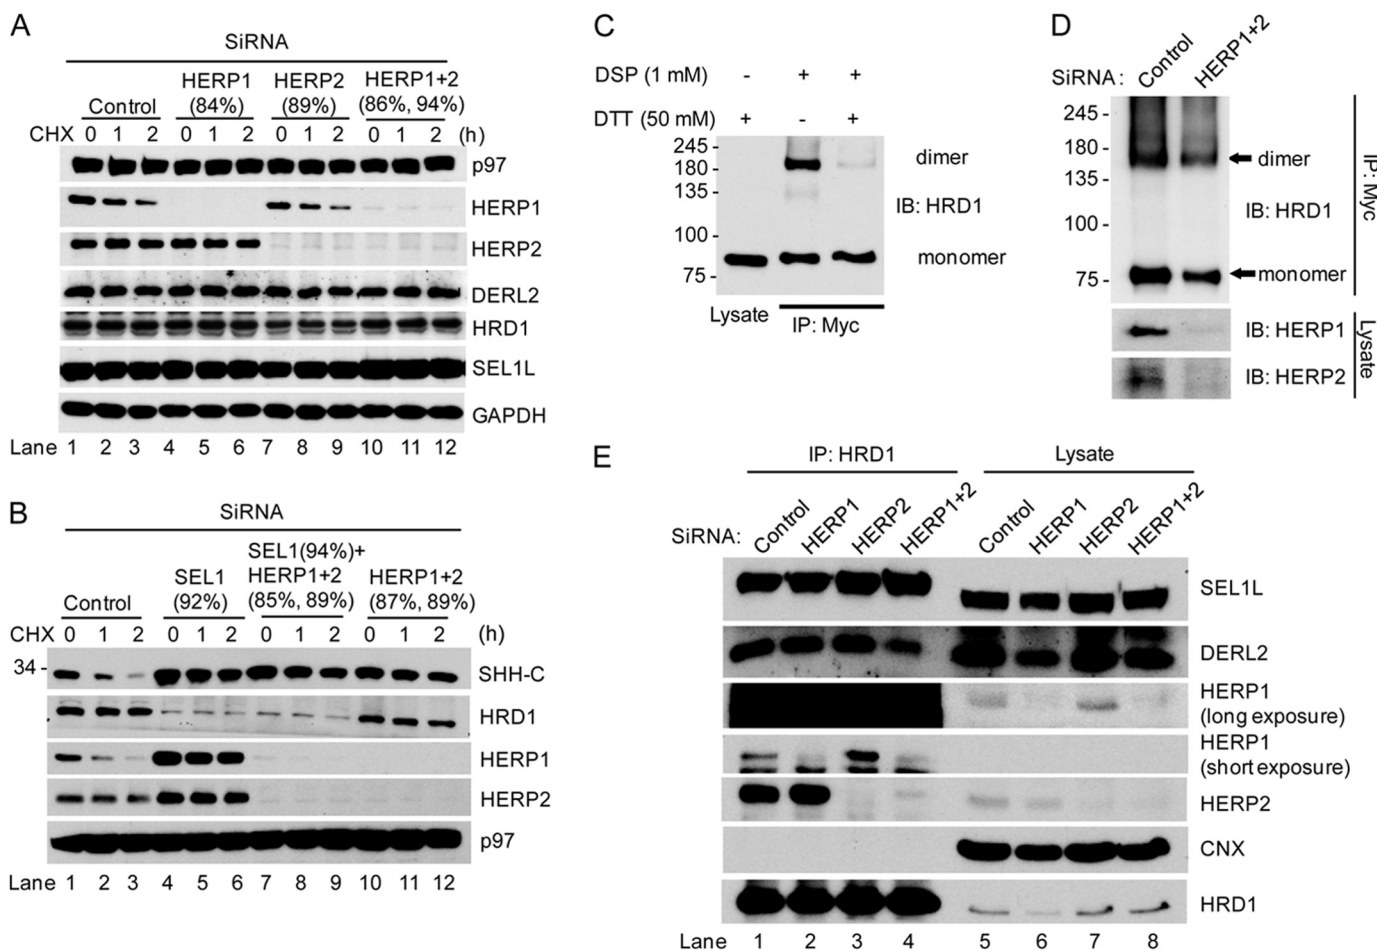 A
SiRNA
Control
HERP1
(84%)
HERP2
(89%)
HERP1+2
(86%, 94%)
CHX 0 1 2 0 1 2 0 1 2 0 1 2 (h)
p97
HERP1
HERP2
DERL2
HRD1
SEL1L
GAPDH
Lane 1 2 3 4 5 6 7 8 9 10 11 12
B
SiRNA
Control
SEL1
(92%)
SEL1(94%)+
HERP1+2
(85%, 89%)
HERP1+2
(87%, 89%)
CHX 0 1 2 0 1 2 0 1 2 0 1 2 (h)
34 - SHH-C
HRD1
HERP1
HERP2
p97
Lane 1 2 3 4 5 6 7 8 9 10 11 12
C
DSP (1 mM) - + +
DTT (50 mM) + - +
245 -
180 - dimer
135 -
IB: HRD1
100 -
monomer
75 -
Lysate
IP: Myc
D
SiRNA: Control HERP1+2
245 -
180 -
dimer
135 -
IB: HRD1
100 -
75 - monomer
IP: Myc
IB: HERP1
IB: HERP2
Lysate
E
IP: HRD1 Lysate
SiRNA: Control HERP1 HERP2 HERP1+2 Control HERP1 HERP2 HERP1+2
SEL1L
DERL2
HERP1
(long exposure)
HERP1
(short exposure)
HERP2
CNX
HRD1
Lane 1 2 3 4 5 6 7 8